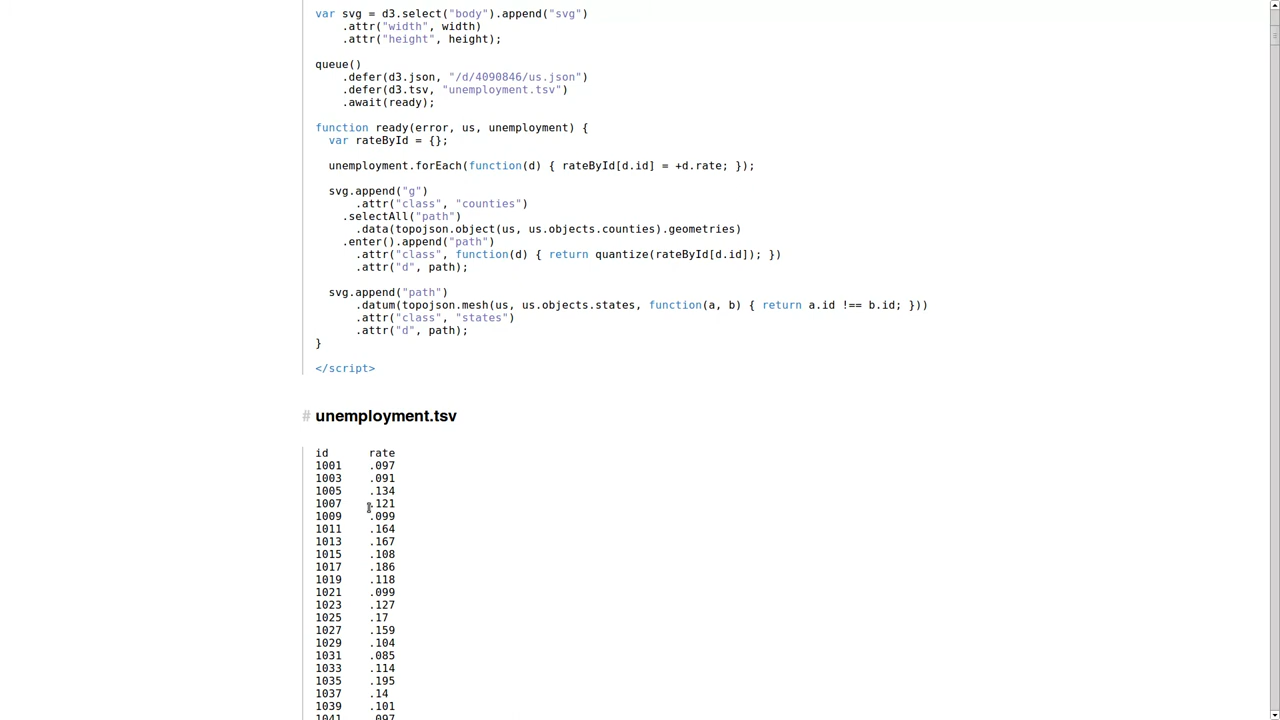 var svg = d3.select("body").append("svg")
    .attr("width", width)
    .attr("height", height);

queue()
    .defer(d3.json, "/d/4090846/us.json")
    .defer(d3.tsv, "unemployment.tsv")
    .await(ready);

function ready(error, us, unemployment) {
  var rateById = {};

  unemployment.forEach(function(d) { rateById[d.id] = +d.rate; });

  svg.append("g")
      .attr("class", "counties")
    .selectAll("path")
      .data(topojson.object(us, us.objects.counties).geometries)
    .enter().append("path")
      .attr("class", function(d) { return quantize(rateById[d.id]); })
      .attr("d", path);

  svg.append("path")
      .datum(topojson.mesh(us, us.objects.states, function(a, b) { return a.id !== b.id; }))
      .attr("class", "states")
      .attr("d", path);
}

</script>

# unemployment.tsv

id      rate
1001    .097
1003    .091
1005    .134
1007    .121
1009    .099
1011    .164
1013    .167
1015    .108
1017    .186
1019    .118
1021    .099
1023    .127
1025    .17
1027    .159
1029    .104
1031    .085
1033    .114
1035    .195
1037    .14
1039    .101
1041    .097